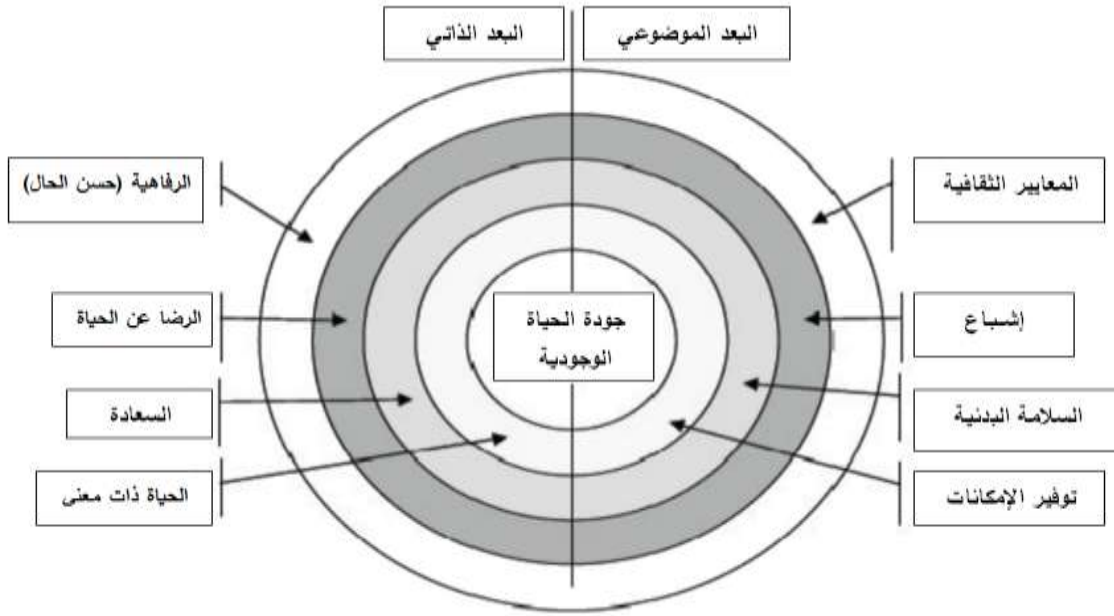 البعد الموضوعي
البعد الذاتي
المعايير الثقافية
الرفاهية (حسن الحال)
إشباع
الرضا عن الحياة
جودة الحياة
الوجودية
السلامة البدنية
السعادة
توفير الإمكانات
الحياة ذات معنى